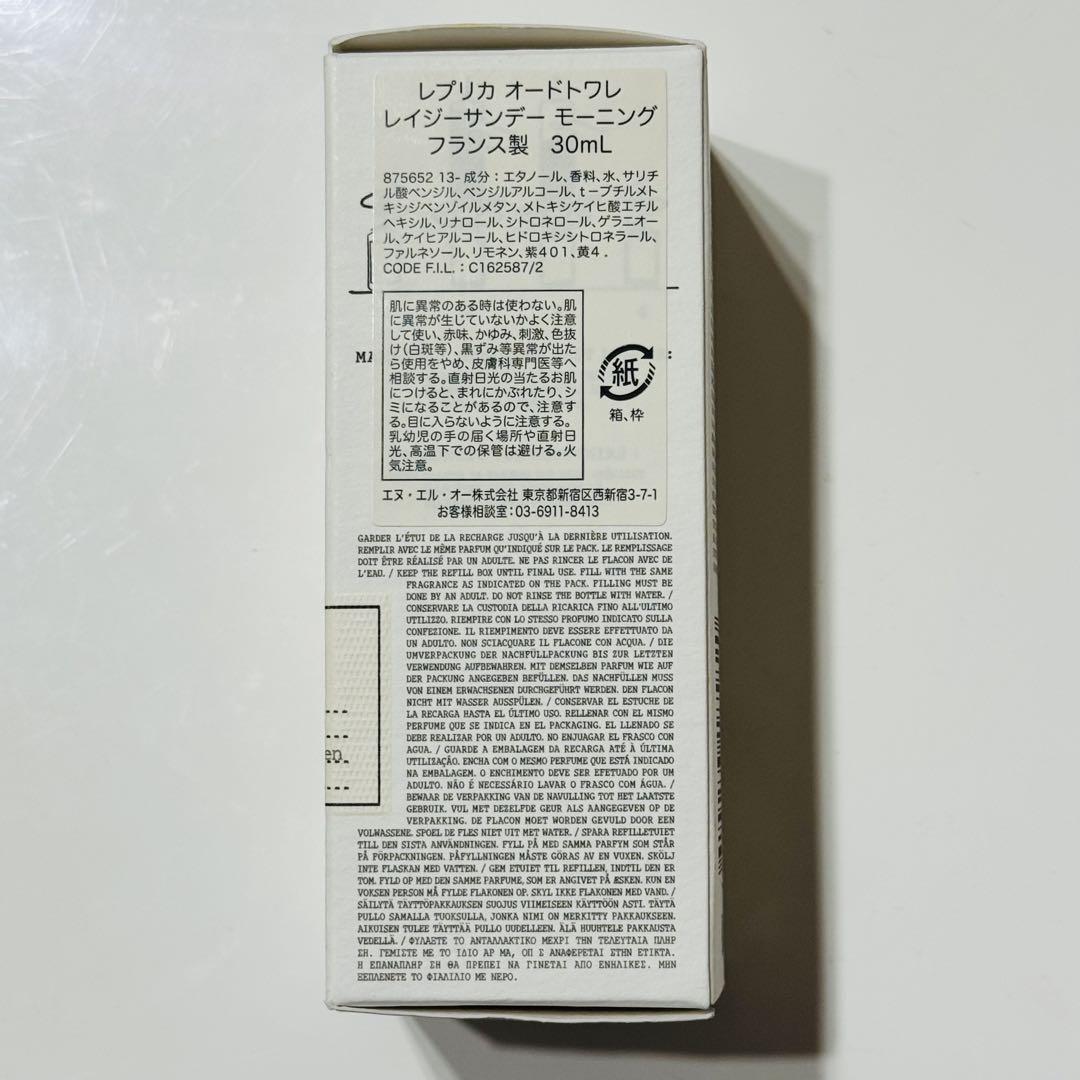 レプリカ オードトワレ
レイジーサンデー モーニング
フランス製 30mL
875652 13- 成分：エタノール、香料、水、サリチ
ル酸ベンジル、ベンジルアルコール、t－ブチルメト
キシジベンゾイルメタン、メトキシケイヒ酸エチル
ヘキシル、リナロール、シトロネロール、ゲラニオー
ル、ケイヒアルコール、ヒドロキシシトロネラール、
ファルネソール、リモネン、紫401、黄4．
CODE F.I.L.：C162587/2
肌に異常のある時は使わない。肌
に異常が生じていないかよく注意
して使い、赤味、かゆみ、刺激、色抜
け(白斑等)、黒ずみ等異常が出た
ら使用をやめ、皮膚科専門医等へ
相談する。直射日光の当たるお肌
につけると、まれにかぶれたり、シ
ミになることがあるので、注意す
る。目に入らないように注意する。
乳幼児の手の届く場所や直射日
光、高温下での保管は避ける。火
気注意。
紙
箱、枠
MA
エヌ・エル・オー株式会社 東京都新宿区西新宿3-7-1
お客様相談室：03-6911-8413
GARDER L'ÉTUI DE LA RECHARGE JUSQU'À LA DERNIÈRE UTILISATION.
REMPLIR AVEC LE MÊME PARFUM QU'INDIQUÉ SUR LE PACK. LE REMPLISSAGE
DOIT ÊTRE RÉALISÉ PAR UN ADULTE. NE PAS RINCER LE FLACON AVEC DE
L'EAU. / KEEP THE REFILL BOX UNTIL FINAL USE. FILL WITH THE SAME
FRAGRANCE AS INDICATED ON THE PACK. FILLING MUST BE
DONE BY AN ADULT. DO NOT RINSE THE BOTTLE WITH WATER. /
CONSERVARE LA CUSTODIA DELLA RICARICA FINO ALL'ULTIMO
UTILIZZO. RIEMPIRE CON LO STESSO PROFUMO INDICATO SULLA
CONFEZIONE. IL RIEMPIMENTO DEVE ESSERE EFFETTUATO DA
UN ADULTO. NON SCIACQUARE IL FLACONE CON ACQUA. / DIE
UMVERPACKUNG DER NACHFÜLLPACKUNG BIS ZUR LETZTEN
VERWENDUNG AUFBEWAHREN. MIT DEMSELBEN PARFUM WIE AUF
DER PACKUNG ANGEGEBEN BEFÜLLEN. DAS NACHFÜLLEN MUSS
VON EINEM ERWACHSENEN DURCHGEFÜHRT WERDEN. DEN FLACON
NICHT MIT WASSER AUSSPÜLEN. / CONSERVAR EL ESTUCHE DE
LA RECARGA HASTA EL ÚLTIMO USO. RELLENAR CON EL MISMO
PERFUME QUE SE INDICA EN EL PACKAGING. EL LLENADO SE
DEBE REALIZAR POR UN ADULTO. NO ENJUAGAR EL FRASCO CON
AGUA. / GUARDE A EMBALAGEM DA RECARGA ATÉ À ÚLTIMA
UTILIZAÇÃO. ENCHA COM O MESMO PERFUME QUE ESTÁ INDICADO
NA EMBALAGEM. O ENCHIMENTO DEVE SER EFETUADO POR UM
ADULTO. NÃO É NECESSÁRIO LAVAR O FRASCO COM ÁGUA. /
BEWAAR DE VERPAKKING VAN DE NAVULLING TOT HET LAATSTE
GEBRUIK. VUL MET DEZELFDE GEUR ALS AANGEGEVEN OP DE
VERPAKKING. DE FLACON MOET WORDEN GEVULD DOOR EEN
VOLWASSENE. SPOEL DE FLES NIET UIT MET WATER. / SPARA REFILLETUIET
TILL DEN SISTA ANVÄNDNINGEN. FYLL PÅ MED SAMMA PARFYM SOM STÅR
PÅ FÖRPACKNINGEN. PÅFYLLNINGEN MÅSTE GÖRAS AV EN VUXEN. SKÖLJ
INTE FLASKAN MED VATTEN. / GEM ETUIET TIL REFILLEN, INDTIL DEN ER
TOM. FYLD OP MED DEN SAMME PARFUME, SOM ER ANGIVET PÅ ÆSKEN. KUN EN
VOKSEN PERSON MÅ FYLDE FLAKONEN OP. SKYL IKKE FLAKONEN MED VAND. /
SÄILYTÄ TÄYTTÖPAKKAUKSEN SUOJUS VIIMEISEEN KÄYTTÖÖN ASTI. TÄYTÄ
PULLO SAMALLA TUOKSULLA, JONKA NIMI ON MERKITTY PAKKAUKSEEN.
AIKUISEN TULEE TÄYTTÄÄ PULLO UUDELLEEN. ÄLÄ HUUHTELE PAKKAUSTA
VEDELLÄ. / ΦΥΛΑΞΤΕ ΤΟ ΑΝΤΑΛΛΑΚΤΙΚΟ ΜΕΧΡΙ ΤΗΝ ΤΕΛΕΥΤΑΙΑ ΠΛΗΡ
ΣΗ. ΓΕΜΙΣΤΕ ΜΕ ΤΟ ΙΔΙΟ ΑΡ ΜΑ, ΟΠ Σ ΑΝΑΦΕΡΕΤΑΙ ΣΤΗΝ ΕΤΙΚΕΤΑ.
Η ΕΠΑΝΑΠΛΗΡ ΣΗ ΘΑ ΠΡΕΠΕΙ ΝΑ ΓΙΝΕΤΑΙ ΑΠΟ ΕΝΗΛΙΚΕΣ. ΜΗΝ
ΞΕΠΛΕΝΕΤΕ ΤΟ ΦΙΑΛΙΔΙΟ ΜΕ ΝΕΡΟ.
en